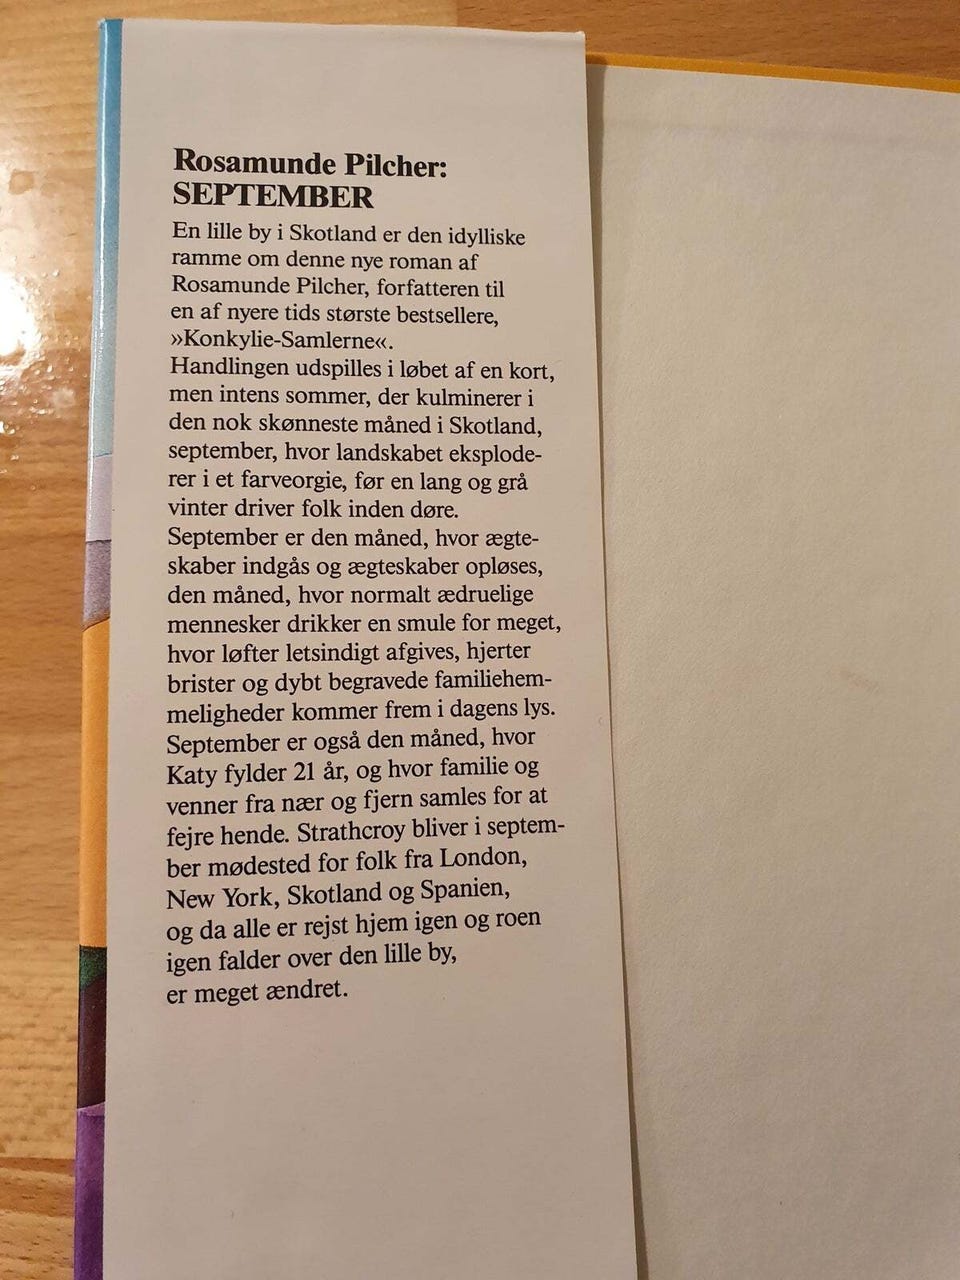 Rosamunde Pilcher:
SEPTEMBER
En lille by i Skotland er den idylliske
ramme om denne nye roman af
Rosamunde Pilcher, forfatteren til
en af nyere tids største bestsellere,
»Konkylie-Samlerne«.
Handlingen udspilles i løbet af en kort,
men intens sommer, der kulminerer i
den nok skønneste måned i Skotland,
september, hvor landskabet eksplode-
rer i et farveorgie, før en lang og grå
vinter driver folk inden døre.
September er den måned, hvor ægte-
skaber indgås og ægteskaber opløses,
den måned, hvor normalt ædruelige
mennesker drikker en smule for meget,
hvor løfter letsindigt afgives, hjerter
brister og dybt begravede familiehem-
meligheder kommer frem i dagens lys.
September er også den måned, hvor
Katy fylder 21 år, og hvor familie og
venner fra nær og fjern samles for at
fejre hende. Strathcroy bliver i septem-
ber mødested for folk fra London,
New York, Skotland og Spanien,
og da alle er rejst hjem igen og roen
igen falder over den lille by,
er meget ændret.